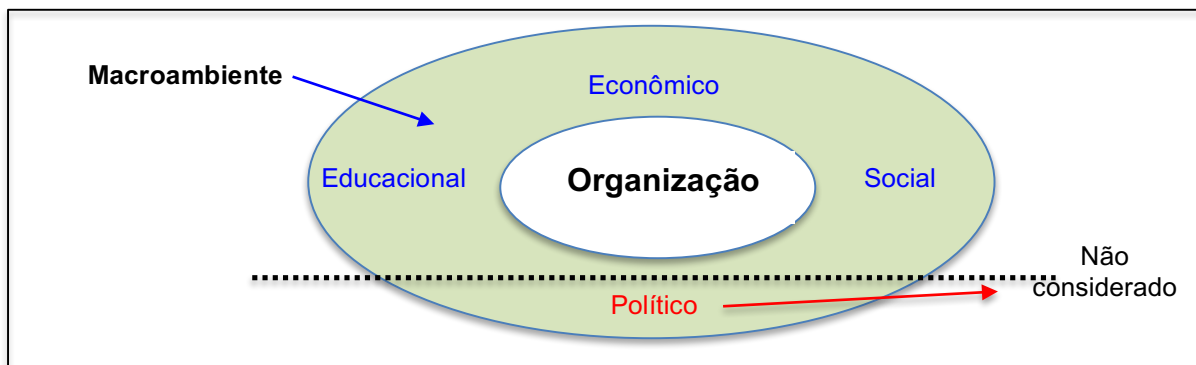 Macroambiente
Econômico
Educacional
Organização
Social
Não
considerado
Político